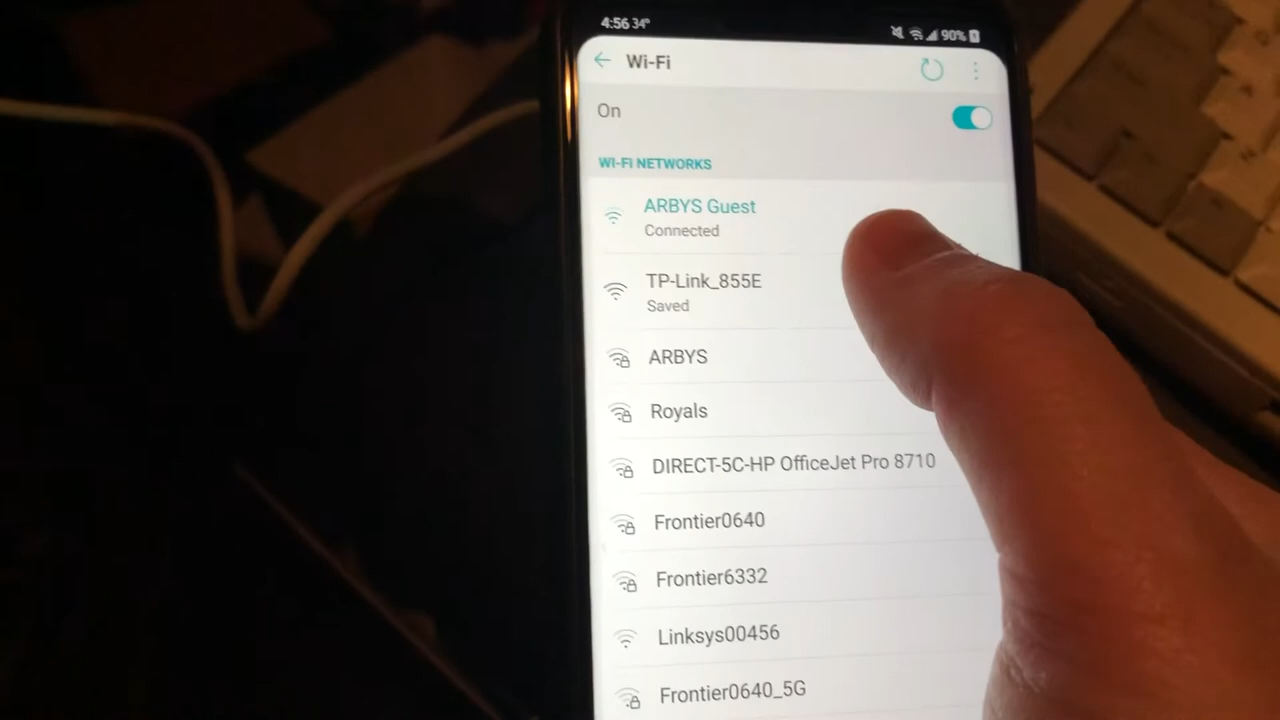 4:56 34° 90%
Wi-Fi
On
WI-FI NETWORKS
ARBYS Guest
Connected
TP-Link_855E
Saved
ARBYS
Royals
DIRECT-5C-HP OfficeJet Pro 8710
Frontier0640
Frontier6332
Linksys00456
Frontier0640_5G